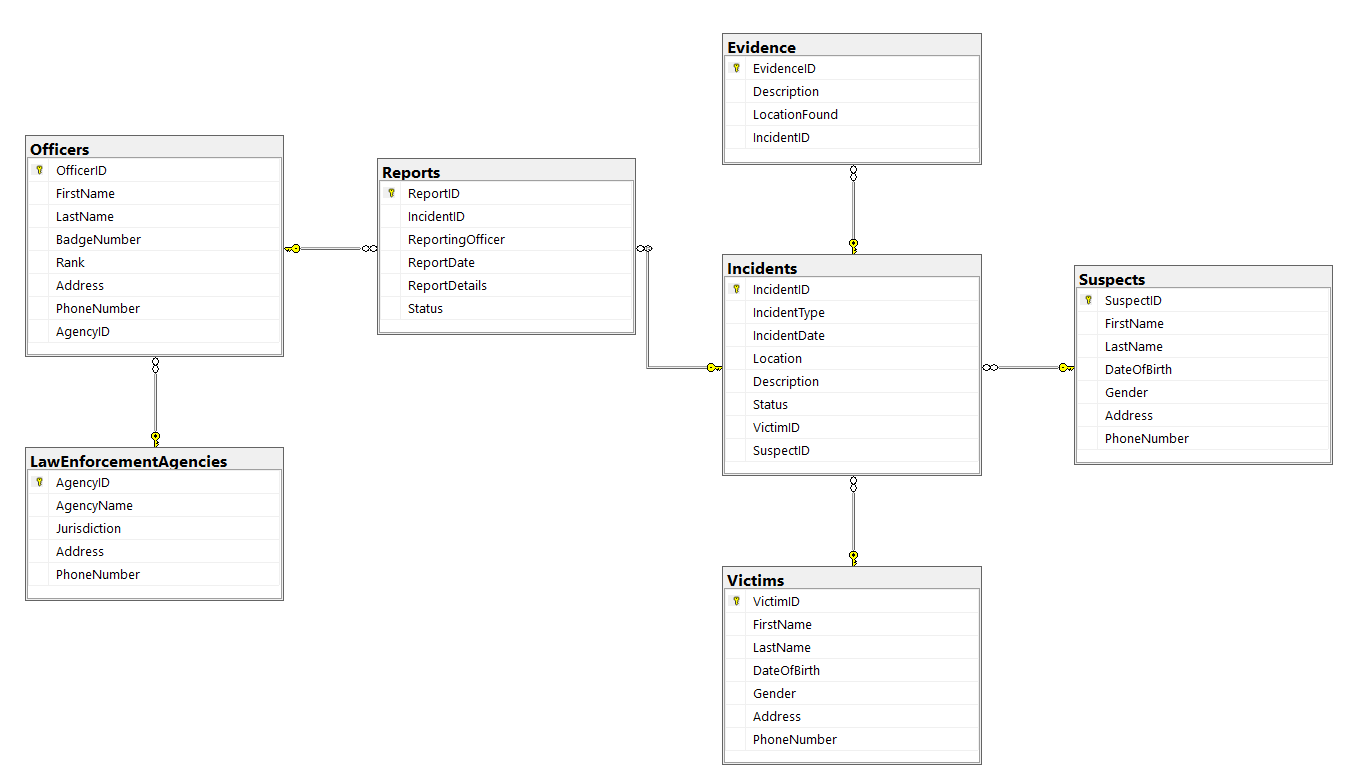 Evidence
EvidenceID
Description
LocationFound
IncidentID
Officers
OfficerID
FirstName
LastName
BadgeNumber
Rank
Address
PhoneNumber
AgencyID
Reports
ReportID
IncidentID
ReportingOfficer
ReportDate
ReportDetails
Status
Incidents
IncidentID
IncidentType
IncidentDate
Location
Description
Status
VictimID
SuspectID
Suspects
SuspectID
FirstName
LastName
DateOfBirth
Gender
Address
PhoneNumber
LawEnforcementAgencies
AgencyID
AgencyName
Jurisdiction
Address
PhoneNumber
Victims
VictimID
FirstName
LastName
DateOfBirth
Gender
Address
PhoneNumber